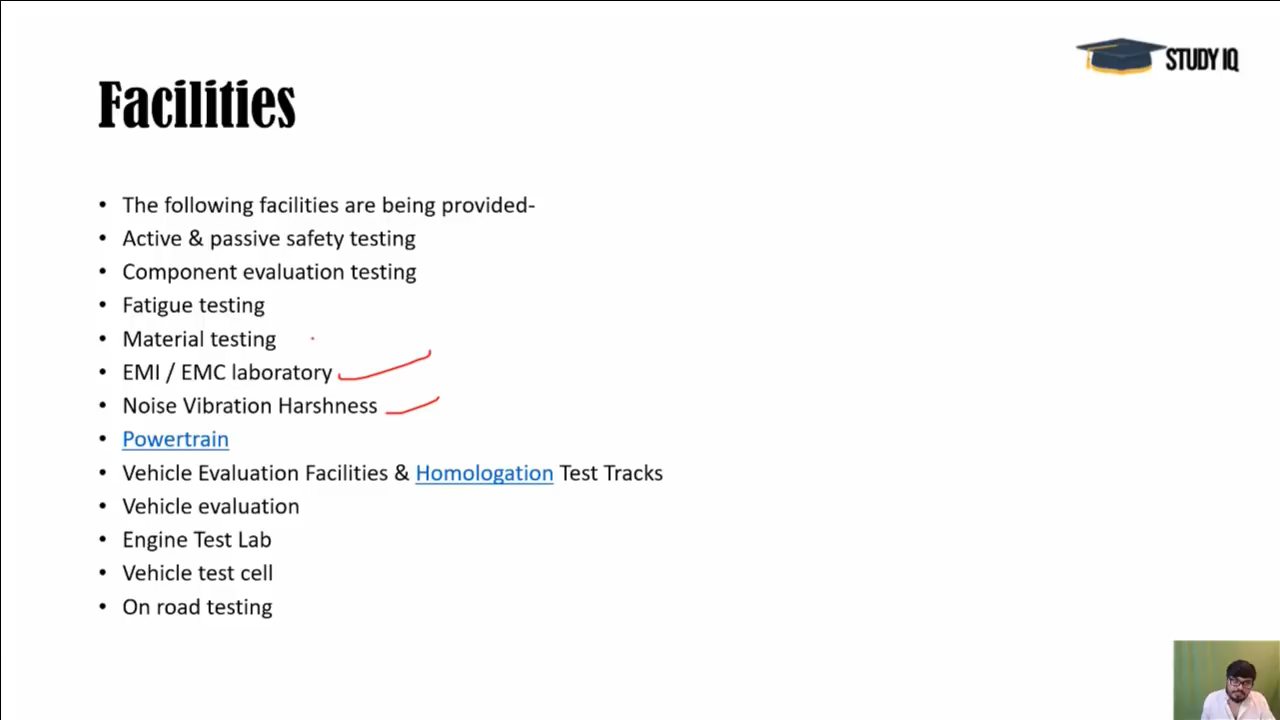 STUDY IQ
Facilities
• The following facilities are being provided-
• Active & passive safety testing
• Component evaluation testing
• Fatigue testing
• Material testing
• EMI / EMC laboratory
• Noise Vibration Harshness
• Powertrain
• Vehicle Evaluation Facilities & Homologation Test Tracks
• Vehicle evaluation
• Engine Test Lab
• Vehicle test cell
• On road testing